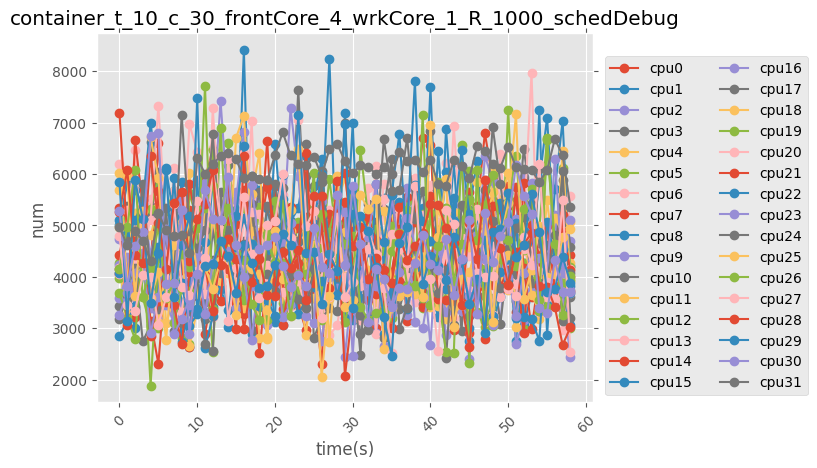 container_t_10_c_30_frontCore_4_wrkCore_1_R_1000_schedDebug
num
8000
7000
6000
5000
4000
3000
2000
0
10
20
30
40
50
60
time(s)
cpu0
cpu1
cpu2
cpu3
cpu4
cpu5
cpu6
cpu7
cpu8
cpu9
cpu10
cpu11
cpu12
cpu13
cpu14
cpu15
cpu16
cpu17
cpu18
cpu19
cpu20
cpu21
cpu22
cpu23
cpu24
cpu25
cpu26
cpu27
cpu28
cpu29
cpu30
cpu31